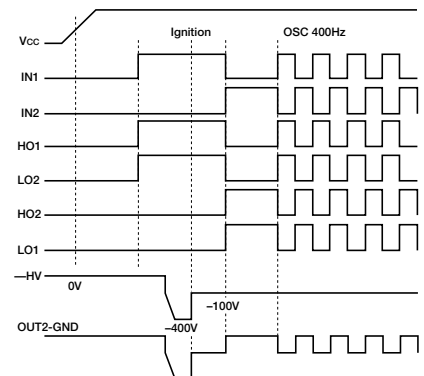 Ignition OSC 400Hz
Vcc
IN1
IN2
HO1
LO2
HO2
LO1
—HV
0V
−100V
−400V
OUT2-GND